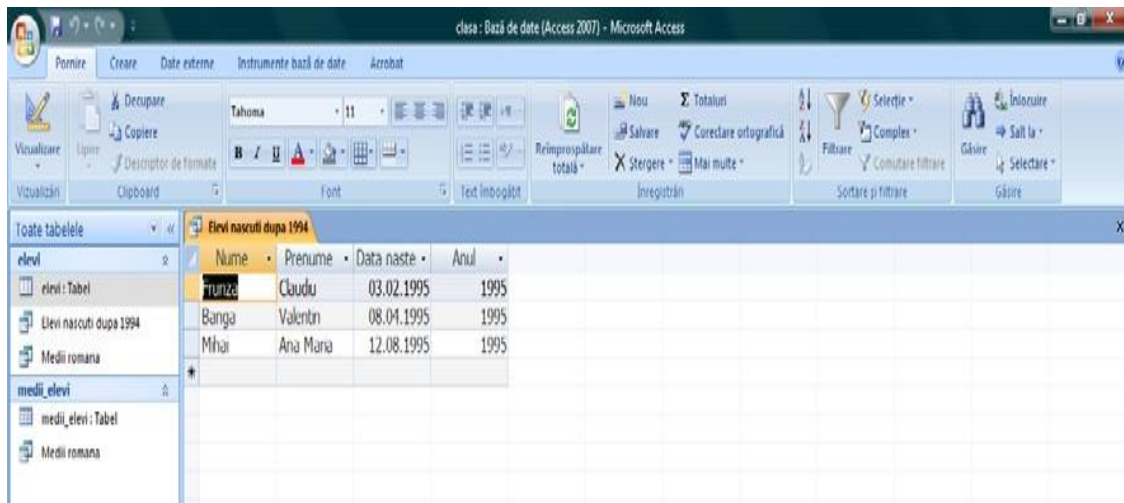 clasa : Bază de date (Access 2007) - Microsoft Access
Pornire Creare Date externe Instrumente bază de date Acrobat
Vizualizare
Vizualizări
Lipire
Decupare
Copiere
Descriptor de formate
Clipboard
Tahoma 11
B I U A
Font
Text îmbogățit
Reîmprospătare totală
Nou
Salvare
Ștergere
Totaluri
Corectare ortografică
Mai multe
Înregistrări
Filtrare
Selecție
Complex
Comutare filtrare
Sortare și filtrare
Găsire
Înlocuire
Salt la
Selectare
Găsire
Toate tabelele
elevi
elevi : Tabel
Elevi nascuti dupa 1994
Medii romana
medii_elevi
medii_elevi : Tabel
Medii romana
Elevi nascuti dupa 1994
Nume Prenume Data naste Anul
Frunza Claudiu 03.02.1995 1995
Banga Valentin 08.04.1995 1995
Mihai Ana Maria 12.08.1995 1995